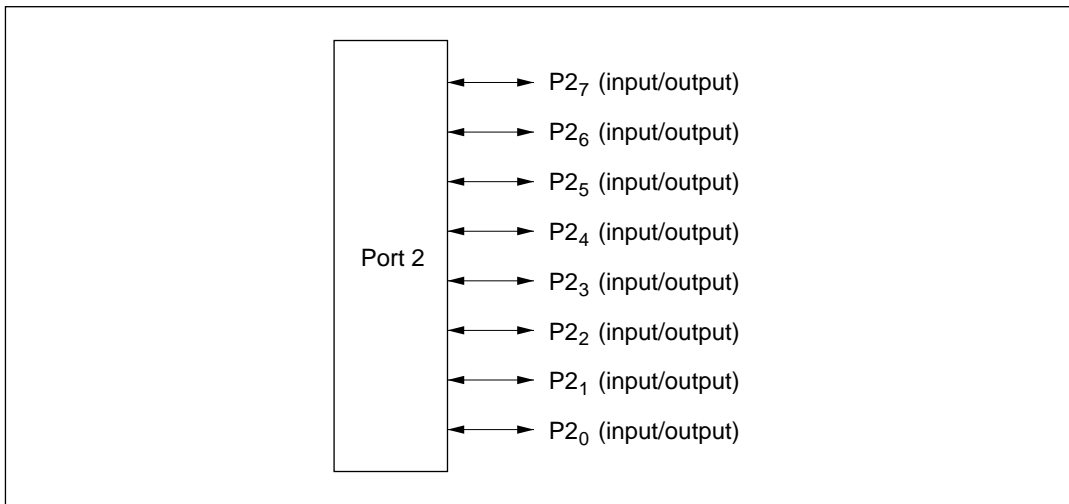 P2₇ (input/output)
P2₆ (input/output)
P2₅ (input/output)
P2₄ (input/output)
Port 2
P2₃ (input/output)
P2₂ (input/output)
P2₁ (input/output)
P2₀ (input/output)